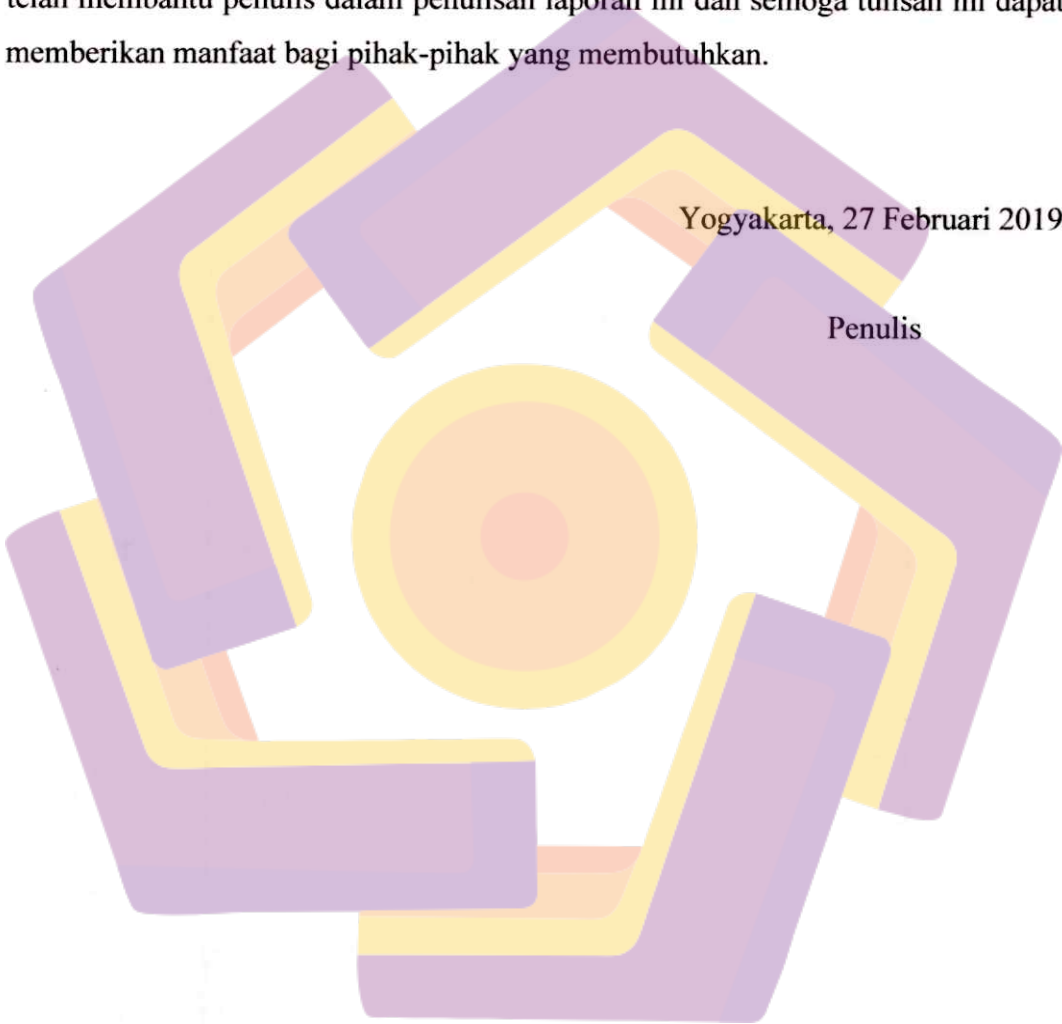 telah membantu penulis dalam penulisan laporan ini dan semoga tulisan ini dapat
memberikan manfaat bagi pihak-pihak yang membutuhkan.
Yogyakarta, 27 Februari 2019
Penulis